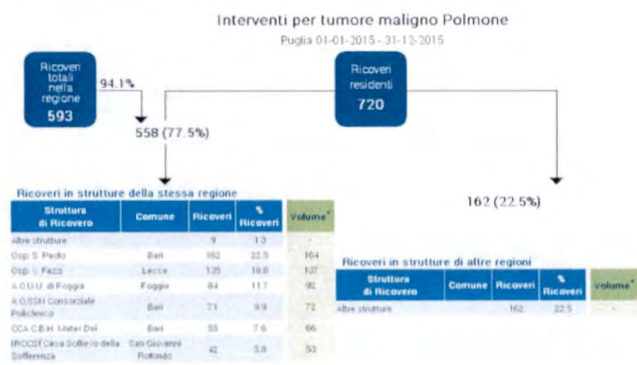 Interventi per tumore maligno Polmone
Puglia 01-01-2015 - 31-12-2015
Ricoveri
totali
nella
regione
593
94.1%
Ricoveri
residenti
720
558 (77.5%)
162 (22.5%)
Ricoveri in strutture della stessa regione
Struttura di Ricovero Comune Ricoveri % Ricoveri Volume*
Altre strutture 9 1.3 -
Osp. S. Paolo Bari 162 22.5 164
Osp. V. Fazzi Lecce 135 18.8 137
A.O.U.U. di Foggia Foggia 84 11.7 92
A.O.SSN Consorziale Policlinico Bari 71 9.9 72
CCA C.B.H. Mater Dei Bari 55 7.6 66
IRCCSf Casa Sollievo della Sofferenza San Giovanni Rotondo 42 5.8 53
Ricoveri in strutture di altre regioni
Struttura di Ricovero Comune Ricoveri % Ricoveri Volume*
Altre strutture 162 22.5 -